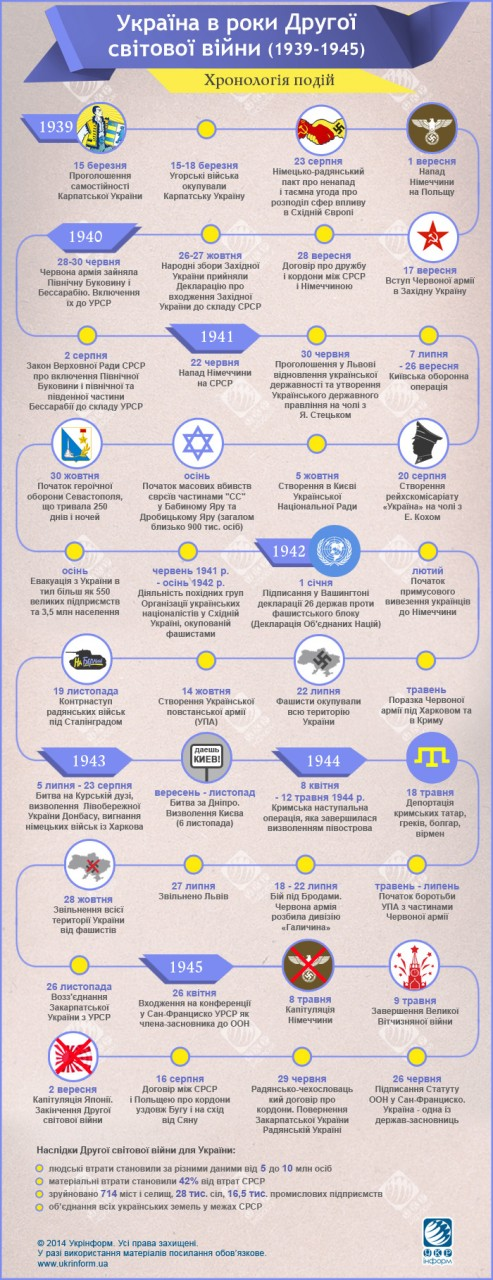 Україна в роки Другої
світової війни (1939-1945)
Хронологія подій
1939
15 березня
Проголошення
самостійності
Карпатської України
15-18 березня
Угорські війська
окупували
Карпатську Україну
23 серпня
Німецько-радянський
пакт про ненапад
і таємна угода про
розподіл сфер впливу
в Східній Європі
1 вересня
Напад
Німеччини
на Польщу
17 вересня
Вступ Червоної армії
в Західну Україну
28 вересня
Договір про дружбу
і кордони між СРСР
і Німеччиною
26-27 жовтня
Народні збори Західної
України прийняли
Декларацію про
входження Західної
України до складу СРСР
1940
28-30 червня
Червона армія зайняла
Північну Буковину і
Бессарабію. Включення
їх до УРСР
2 серпня
Закон Верховної Ради СРСР
про включення Північної
Буковини і північної та
південної частини
Бессарабії до складу УРСР
1941
22 червня
Напад Німеччини
на СРСР
30 червня
Проголошення у Львові
відновлення української
державності та утворення
Українського державного
правління на чолі з
Я. Стецьком
7 липня
- 26 вересня
Київська оборонна
операція
20 серпня
Створення
рейхскомісаріату
«Україна» на чолі з
Е. Кохом
5 жовтня
Створення в Києві
Української
Національної Ради
осінь
Початок масових вбивств
євреїв частинами "СС"
у Бабиному Яру та
Дробицькому Яру (загалом
близько 900 тис. осіб)
30 жовтня
Початок героїчної
оборони Севастополя,
що тривала 250
днів і ночей
осінь
Евакуація з України в
тил більш як 550
великих підприємств
та 3,5 млн населення
червень 1941 р.
- осінь 1942 р.
Діяльність похідних груп
Організації українських
націоналістів у Східній
Україні, окупованій
фашистами
1942
1 січня
Підписання у Вашингтоні
декларації 26 держав проти
фашистського блоку
(Декларація Об'єднаних Націй)
лютий
Початок
примусового
вивезення українців
до Німеччини
травень
Поразка Червоної
армії під Харковом та
в Криму
22 липня
Фашисти окупували
всю територію
України
14 жовтня
Створення Української
повстанської армії
(УПА)
На Берлин!
19 листопада
Контрнаступ
радянських військ
під Сталінградом
1943
5 липня - 23 серпня
Битва на Курській дузі,
визволення Лівобережної
України Донбасу, вигнання
німецьких військ із Харкова
даешь
КИЕВ!
вересень - листопад
Битва за Дніпро.
Визволення Києва
(6 листопада)
1944
8 квітня
- 12 травня 1944 р.
Кримська наступальна
операція, яка завершилася
визволенням півострова
18 травня
Депортація
кримських татар,
греків, болгар,
вірмен
травень - липень
Початок боротьби
УПА з частинами
Червоної армії
18 - 22 липня
Бій під Бродами.
Червона армія
розбила дивізію
«Галичина»
27 липня
Звільнено Львів
28 жовтня
Звільнення всієї
території України
від фашистів
26 листопада
Возз'єднання
Закарпатської
України з УРСР
1945
26 квітня
Входження на конференції
у Сан-Франциско УРСР як
члена-засновника до ООН
8 травня
Капітуляція
Німеччини
9 травня
Завершення Великої
Вітчизняної війни
26 червня
Підписання Статуту
ООН у Сан-Франциско.
Україна - одна із
держав-засновниць
29 червня
Радянсько-чехословаць
кий договір про
кордони. Повернення
Закарпатської України
Радянській Україні
16 серпня
Договір між СРСР
і Польщею про кордони
уздовж Бугу і на схід
від Сяну
2 вересня
Капітуляція Японії.
Закінчення Другої
світової війни
Наслідки Другої світової війни для України:
людські втрати становили за різними даними від 5 до 10 млн осіб
матеріальні втрати становили 42% від втрат СРСР
зруйновано 714 міст і селищ, 28 тис. сіл, 16,5 тис. промислових підприємств
об'єднання всіх українських земель у межах СРСР
© 2014 Укрінформ. Усі права захищені.
У разі використання матеріалів посилання обов'язкове.
www.ukrinform.ua
УКР
інформ